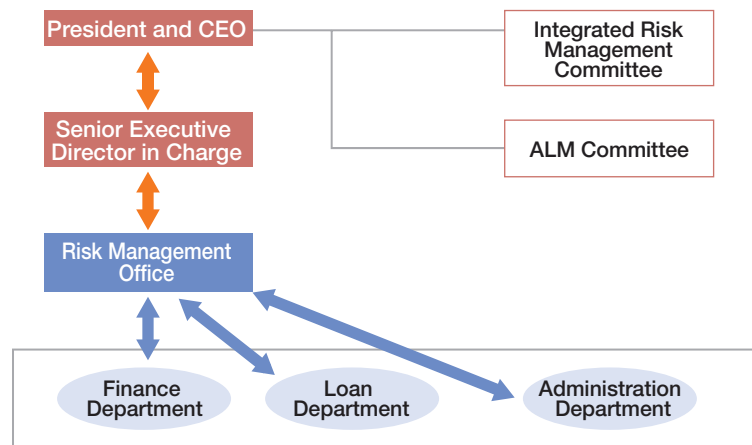 President and CEO
Integrated Risk
Management
Committee
Senior Executive
Director in Charge
ALM Committee
Risk Management
Office
Finance
Department
Loan
Department
Administration
Department